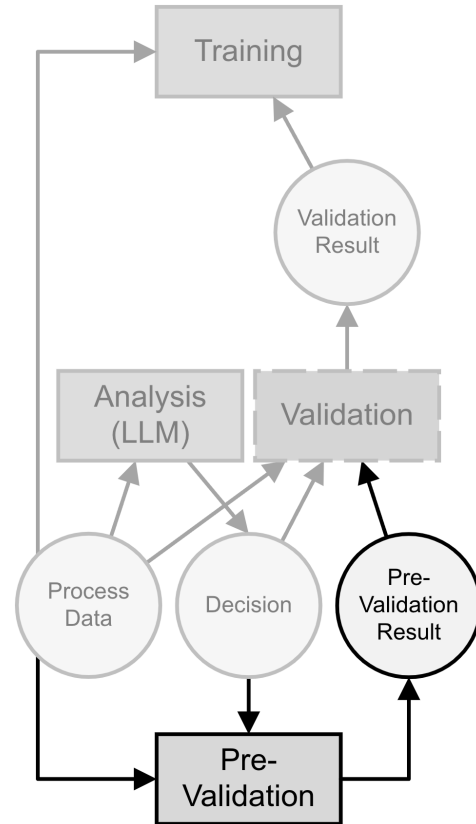 Training
Validation
Result
Analysis
(LLM)
Validation
Process
Data
Decision
Pre-
Validation
Result
Pre-
Validation